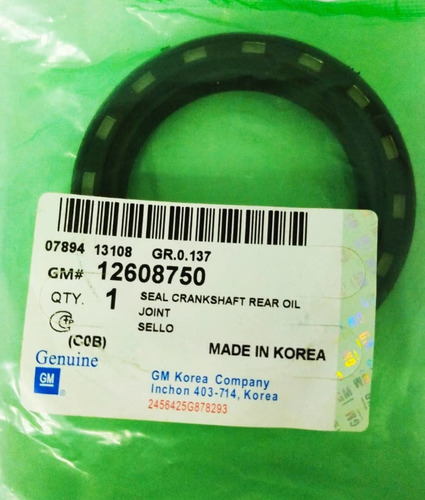 07894 13108 GR.0.137
GM# 12608750
QTY. 1 SEAL CRANKSHAFT REAR OIL
JOINT
SELLO
(C0B) MADE IN KOREA
Genuine
GM
GM Korea Company
Inchon 403-714, Korea
2456425G878293